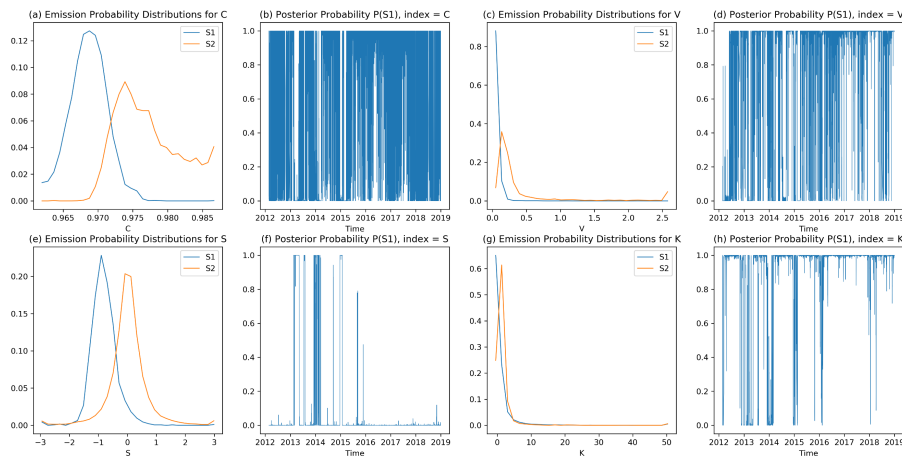 (a) Emission Probability Distributions for C
(b) Posterior Probability P(S1), index = C
(c) Emission Probability Distributions for V
(d) Posterior Probability P(S1), index = V
0.12
0.10
0.08
0.06
0.04
0.02
0.00
S1
S2
0.965
0.970
0.975
0.980
0.985
C
1.0
0.8
0.6
0.4
0.2
0.0
2012 2013 2014 2015 2016 2017 2018 2019
Time
0.8
0.6
0.4
0.2
0.0
S1
S2
0.0 0.5 1.0 1.5 2.0 2.5
V
1.0
0.8
0.6
0.4
0.2
0.0
2012 2013 2014 2015 2016 2017 2018 2019
Time
(e) Emission Probability Distributions for S
(f) Posterior Probability P(S1), index = S
(g) Emission Probability Distributions for K
(h) Posterior Probability P(S1), index = K
0.20
0.15
0.10
0.05
0.00
S1
S2
−3 −2 −1 0 1 2 3
S
1.0
0.8
0.6
0.4
0.2
0.0
2012 2013 2014 2015 2016 2017 2018 2019
Time
0.6
0.5
0.4
0.3
0.2
0.1
0.0
S1
S2
0 10 20 30 40 50
K
1.0
0.8
0.6
0.4
0.2
0.0
2012 2013 2014 2015 2016 2017 2018 2019
Time